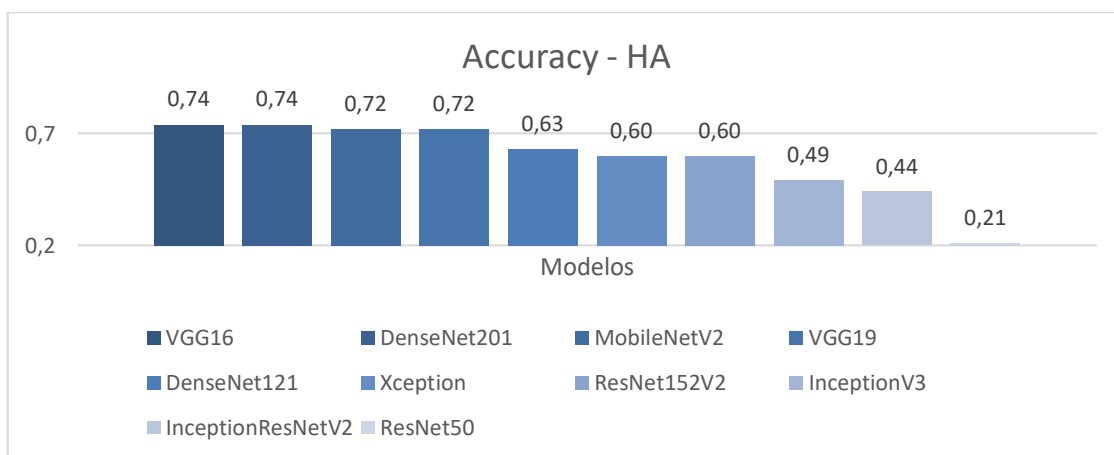 Accuracy - HA
0,74 0,74 0,72 0,72 0,63 0,60 0,60 0,49 0,44 0,21
0,7
0,2
Modelos
VGG16 DenseNet201 MobileNetV2 VGG19
DenseNet121 Xception ResNet152V2 InceptionV3
InceptionResNetV2 ResNet50